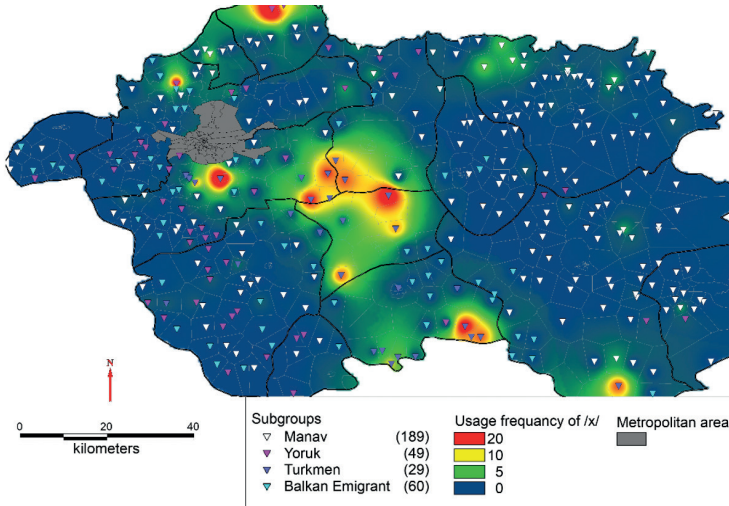 N
0 20 40
kilometers
Subgroups
Manav (189)
Yoruk (49)
Turkmen (29)
Balkan Emigrant (60)
Usage frequancy of /x/
20
10
5
0
Metropolitan area